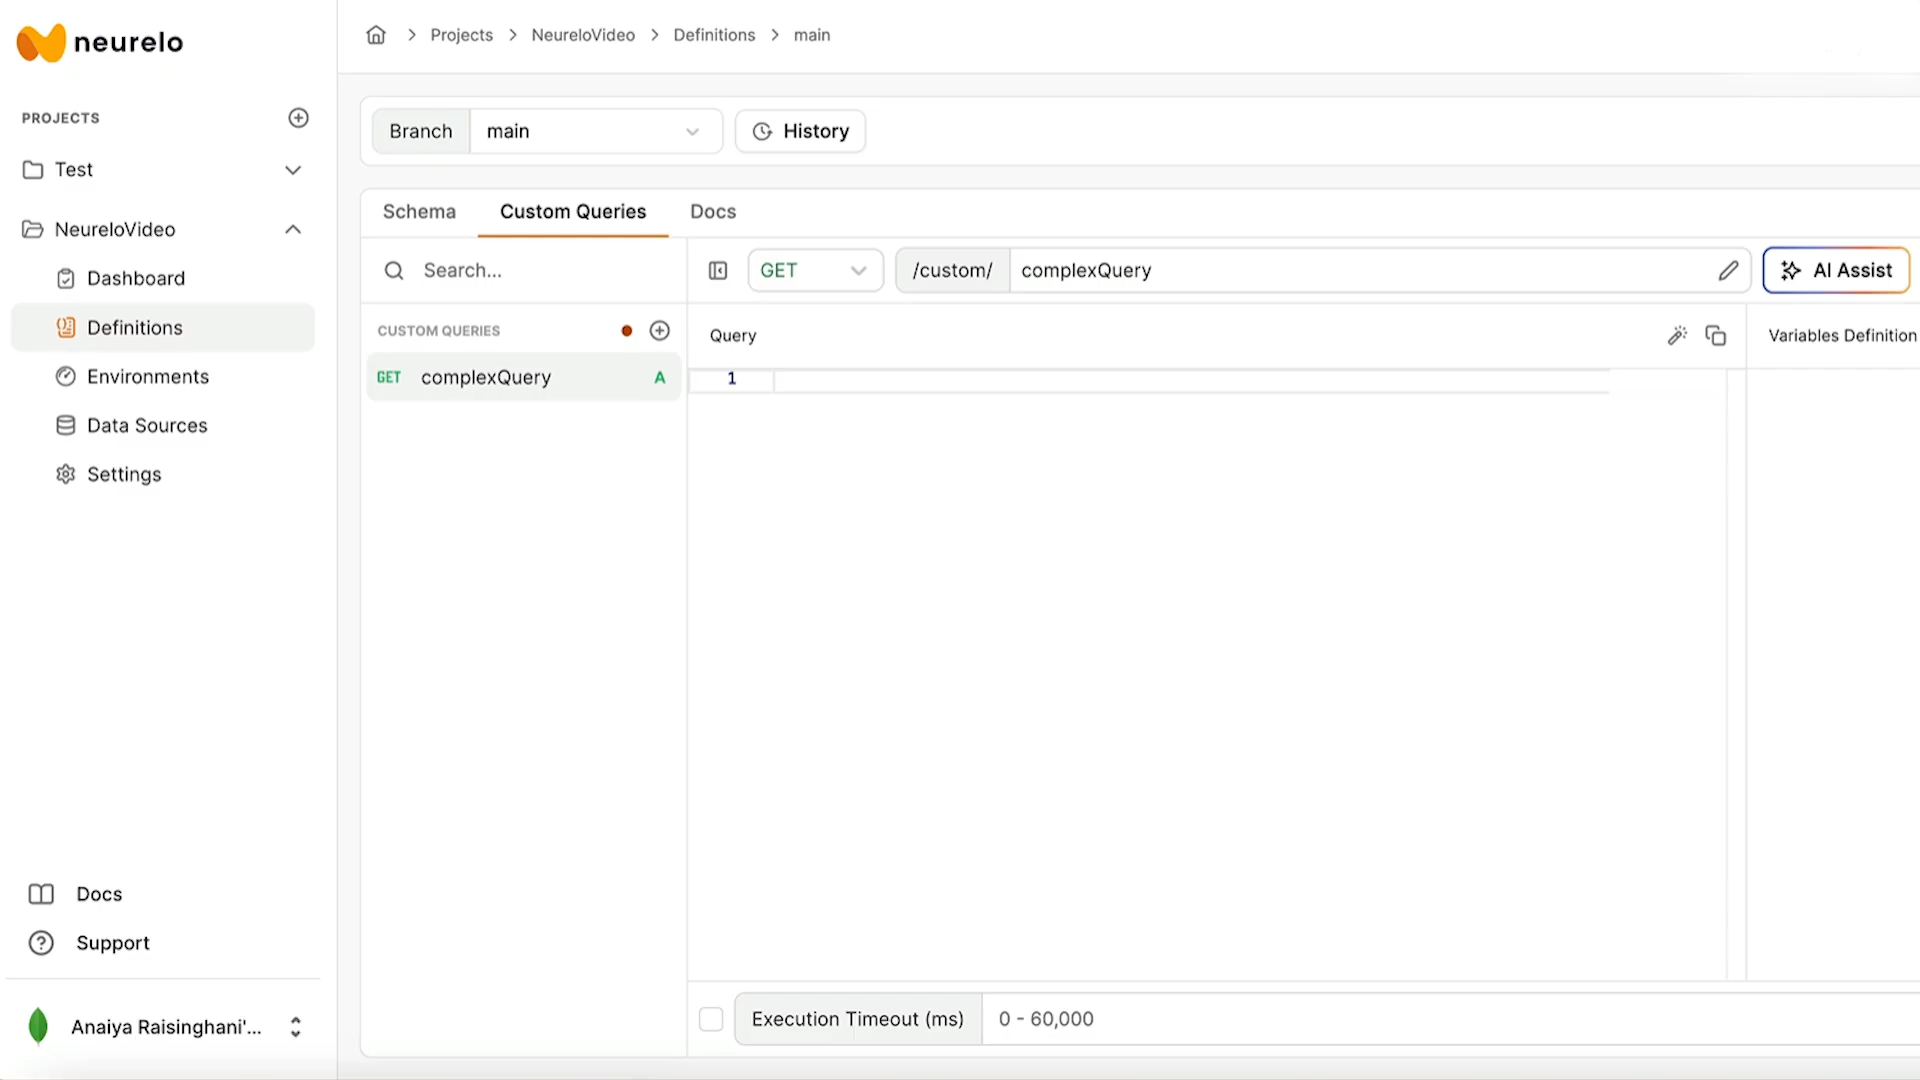 neurelo
Projects
NeureloVideo
Definitions
main
PROJECTS
Test
NeureloVideo
Dashboard
Definitions
Environments
Data Sources
Settings
Docs
Support
Anaiya Raisinghani'...
Branch
main
History
Schema
Custom Queries
Docs
Search...
GET
/custom/
complexQuery
AI Assist
CUSTOM QUERIES
GET complexQuery A
Query
Variables Definition
1
Execution Timeout (ms)
0 - 60,000